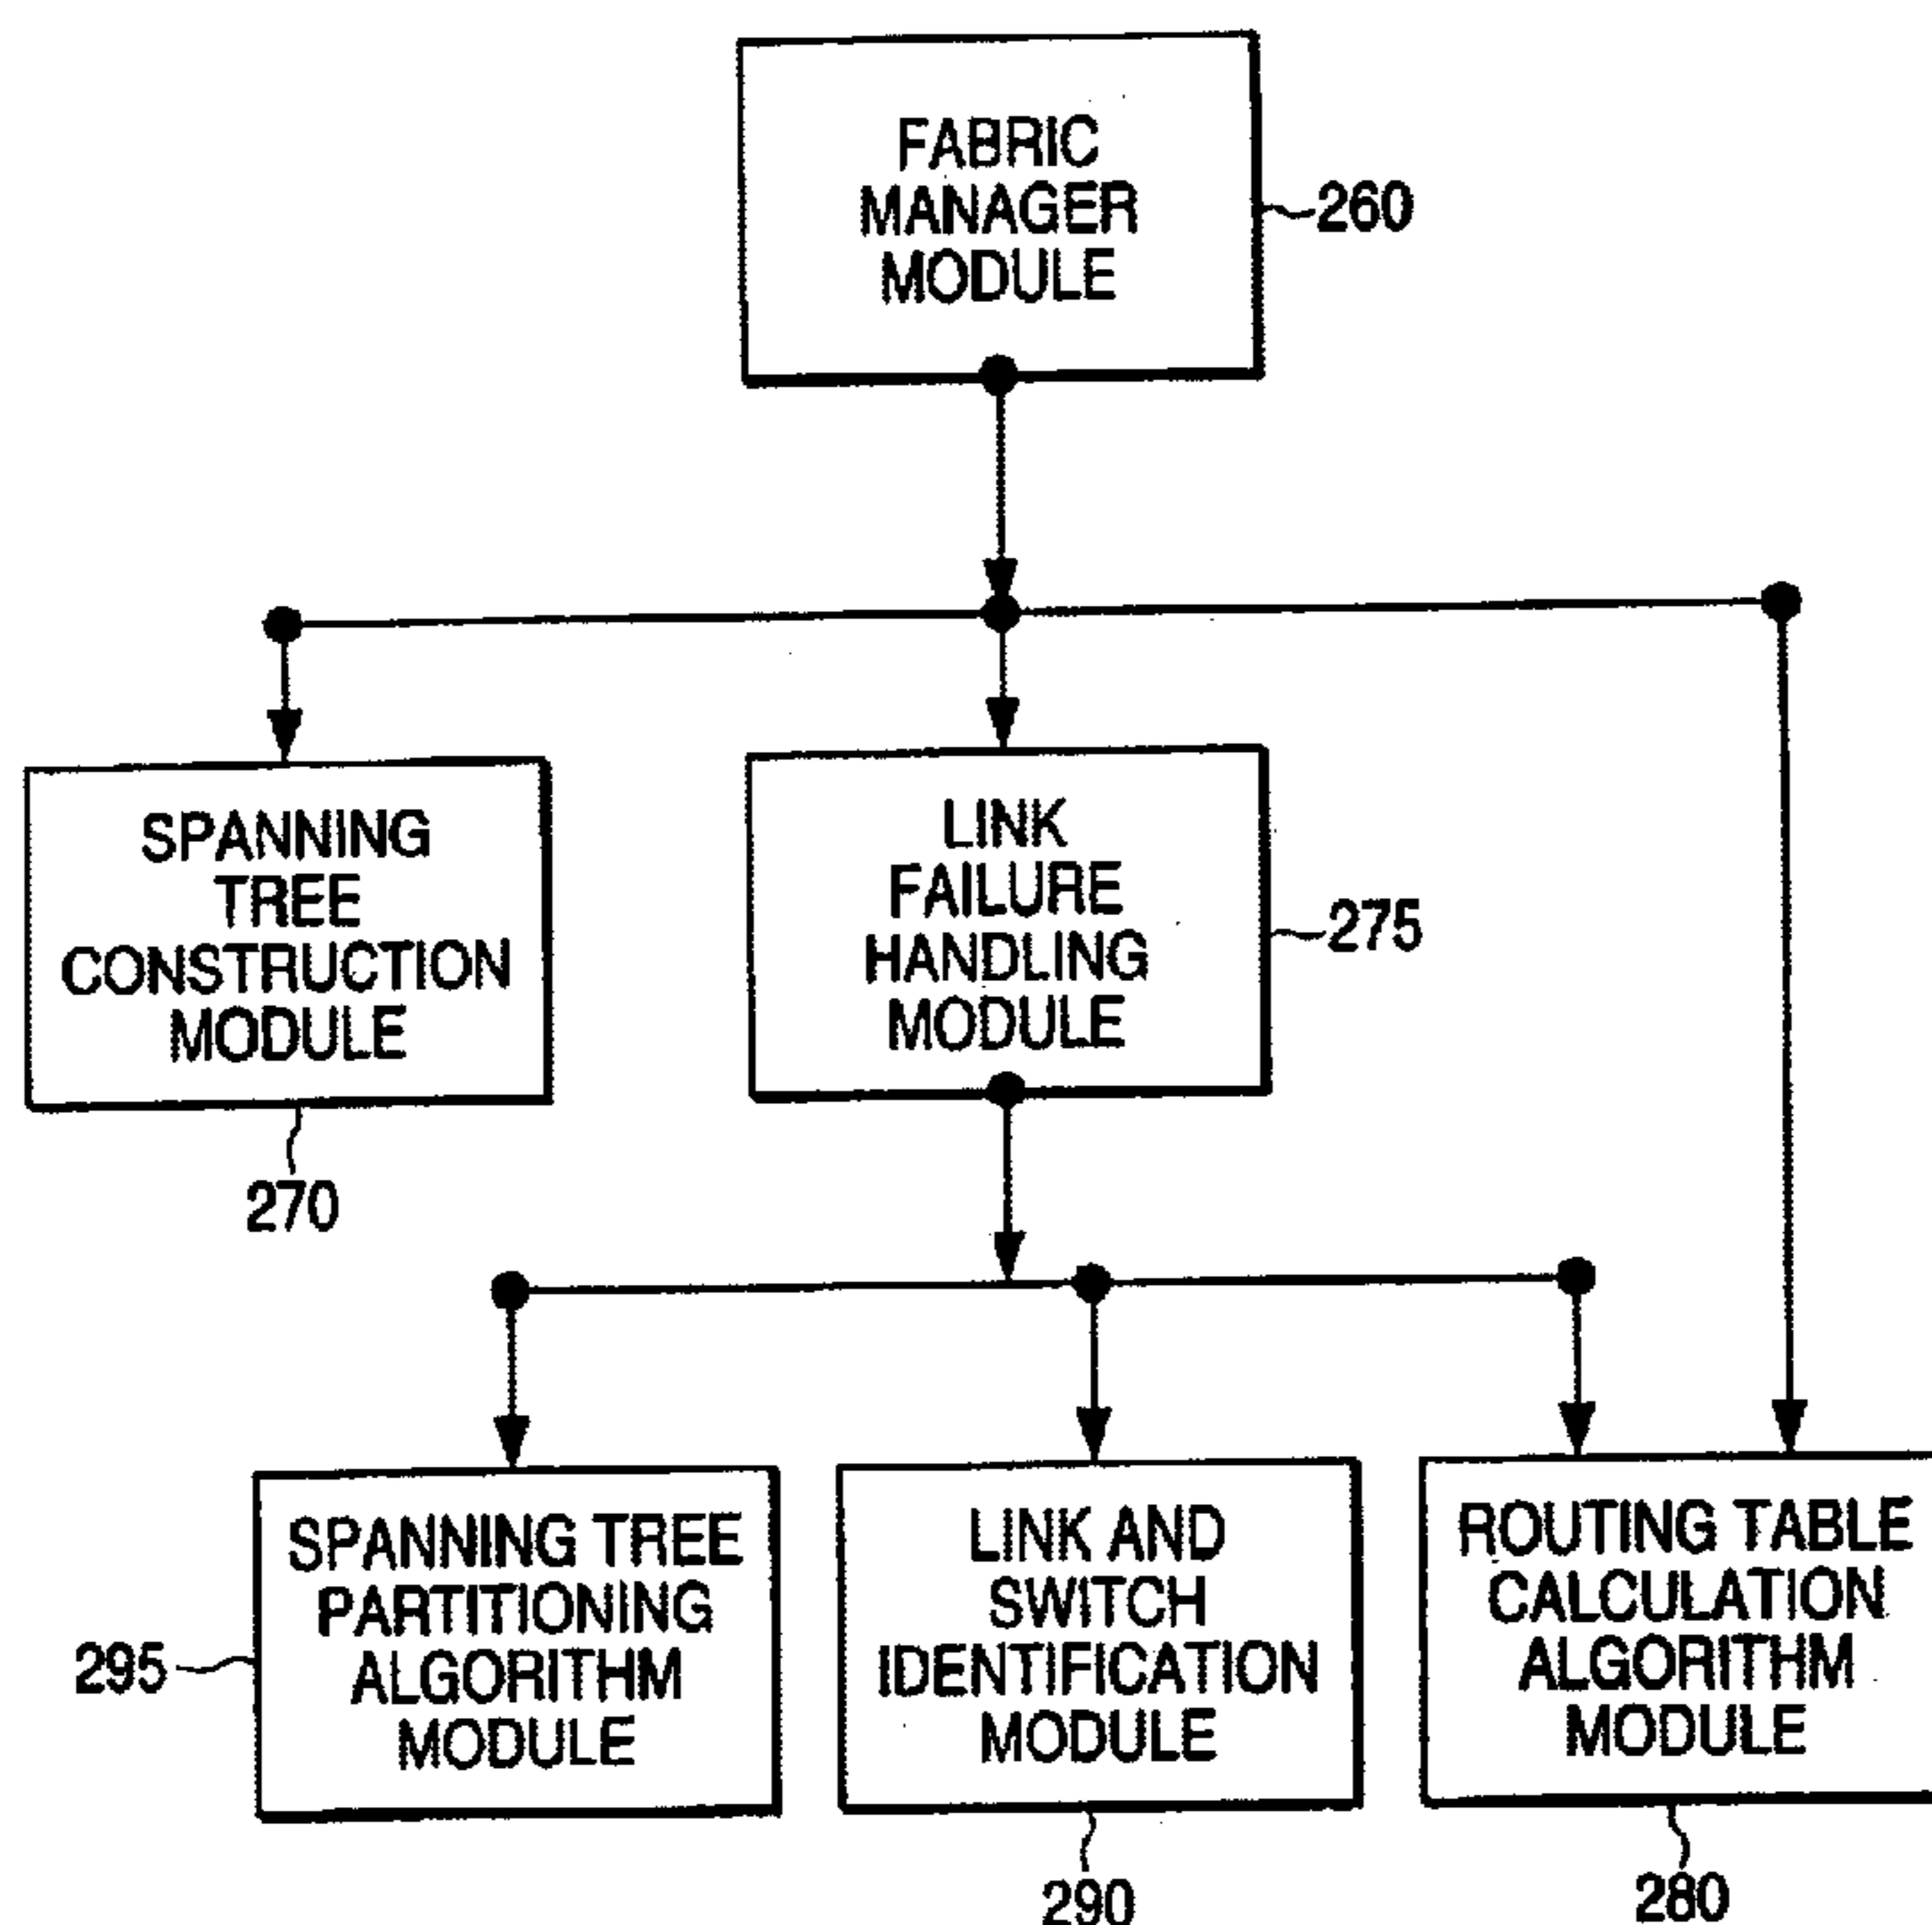 FABRIC
MANAGER
MODULE
260
SPANNING
TREE
CONSTRUCTION
MODULE
270
LINK
FAILURE
HANDLING
MODULE
275
SPANNING TREE
PARTITIONING
ALGORITHM
MODULE
295
LINK AND
SWITCH
IDENTIFICATION
MODULE
290
ROUTING TABLE
CALCULATION
ALGORITHM
MODULE
280